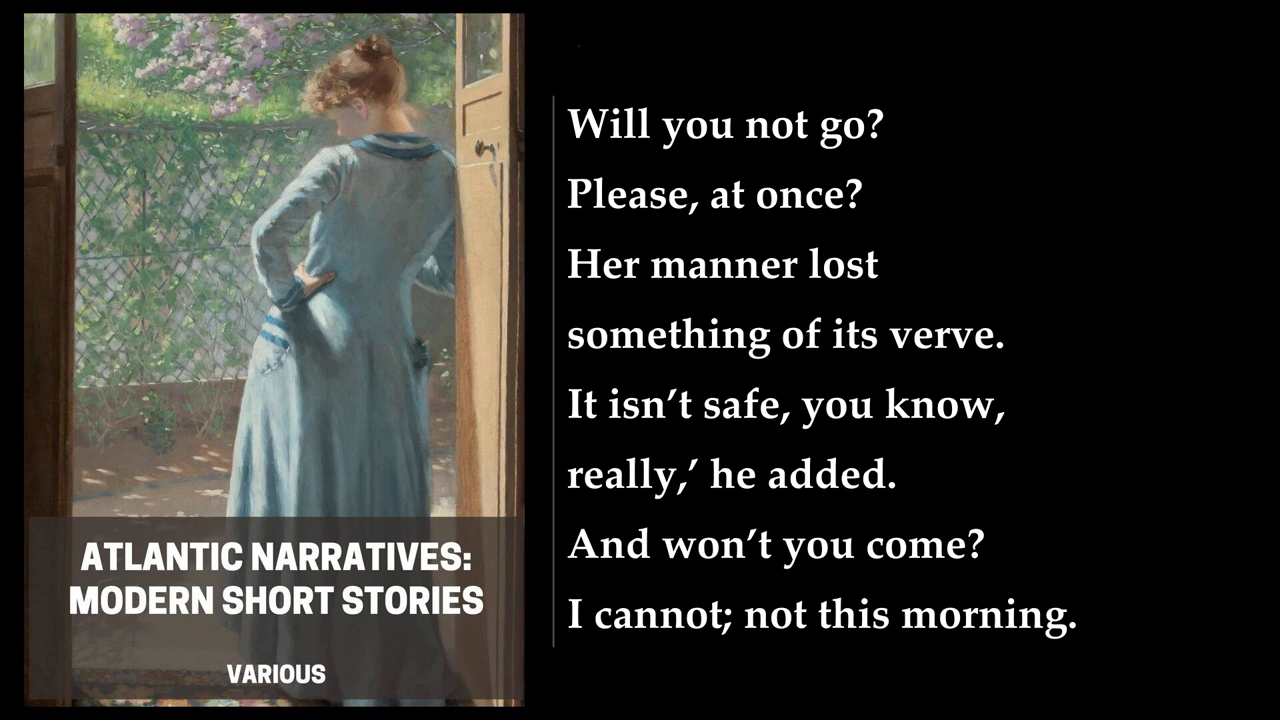 ATLANTIC NARRATIVES:
MODERN SHORT STORIES
VARIOUS
Will you not go?
Please, at once?
Her manner lost
something of its verve.
It isn’t safe, you know,
really,’ he added.
And won’t you come?
I cannot; not this morning.